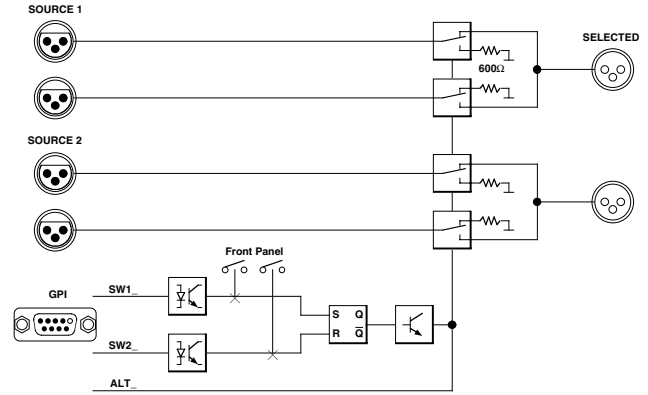 SOURCE 1
SELECTED
600Ω
SOURCE 2
Front Panel
GPI
SW1_
S Q
R Q̅
SW2_
ALT_